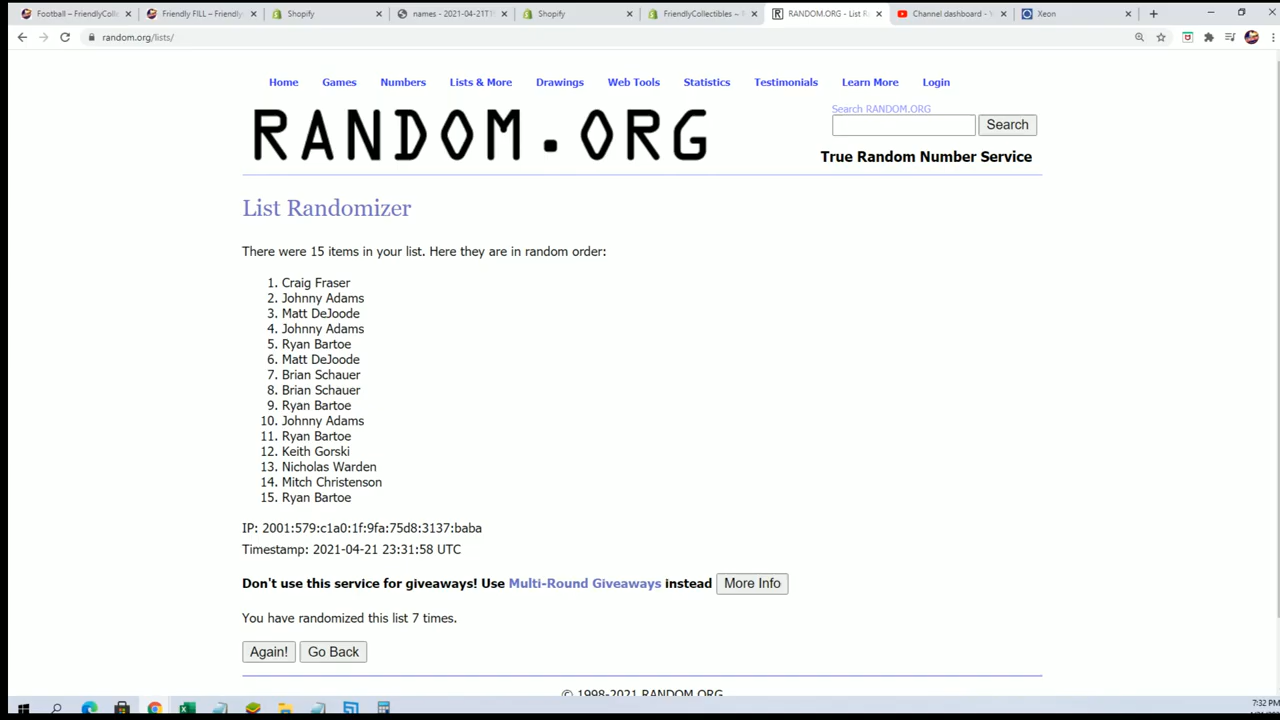 Football – FriendlyColle
Friendly FILL – Friendly
Shopify
names - 2021-04-21T1
Shopify
FriendlyCollectibles ~
RANDOM.ORG - List R
Channel dashboard -
Xeon
random.org/lists/
Home Games Numbers Lists & More Drawings Web Tools Statistics Testimonials Learn More Login
RANDOM.ORG
Search RANDOM.ORG
Search
True Random Number Service
List Randomizer
There were 15 items in your list. Here they are in random order:
1. Craig Fraser
2. Johnny Adams
3. Matt DeJoode
4. Johnny Adams
5. Ryan Bartoe
6. Matt DeJoode
7. Brian Schauer
8. Brian Schauer
9. Ryan Bartoe
10. Johnny Adams
11. Ryan Bartoe
12. Keith Gorski
13. Nicholas Warden
14. Mitch Christenson
15. Ryan Bartoe
IP: 2001:579:c1a0:1f:9fa:75d8:3137:baba
Timestamp: 2021-04-21 23:31:58 UTC
Don't use this service for giveaways! Use Multi-Round Giveaways instead More Info
You have randomized this list 7 times.
Again! Go Back
© 1998-2021 RANDOM.ORG
7:32 PM